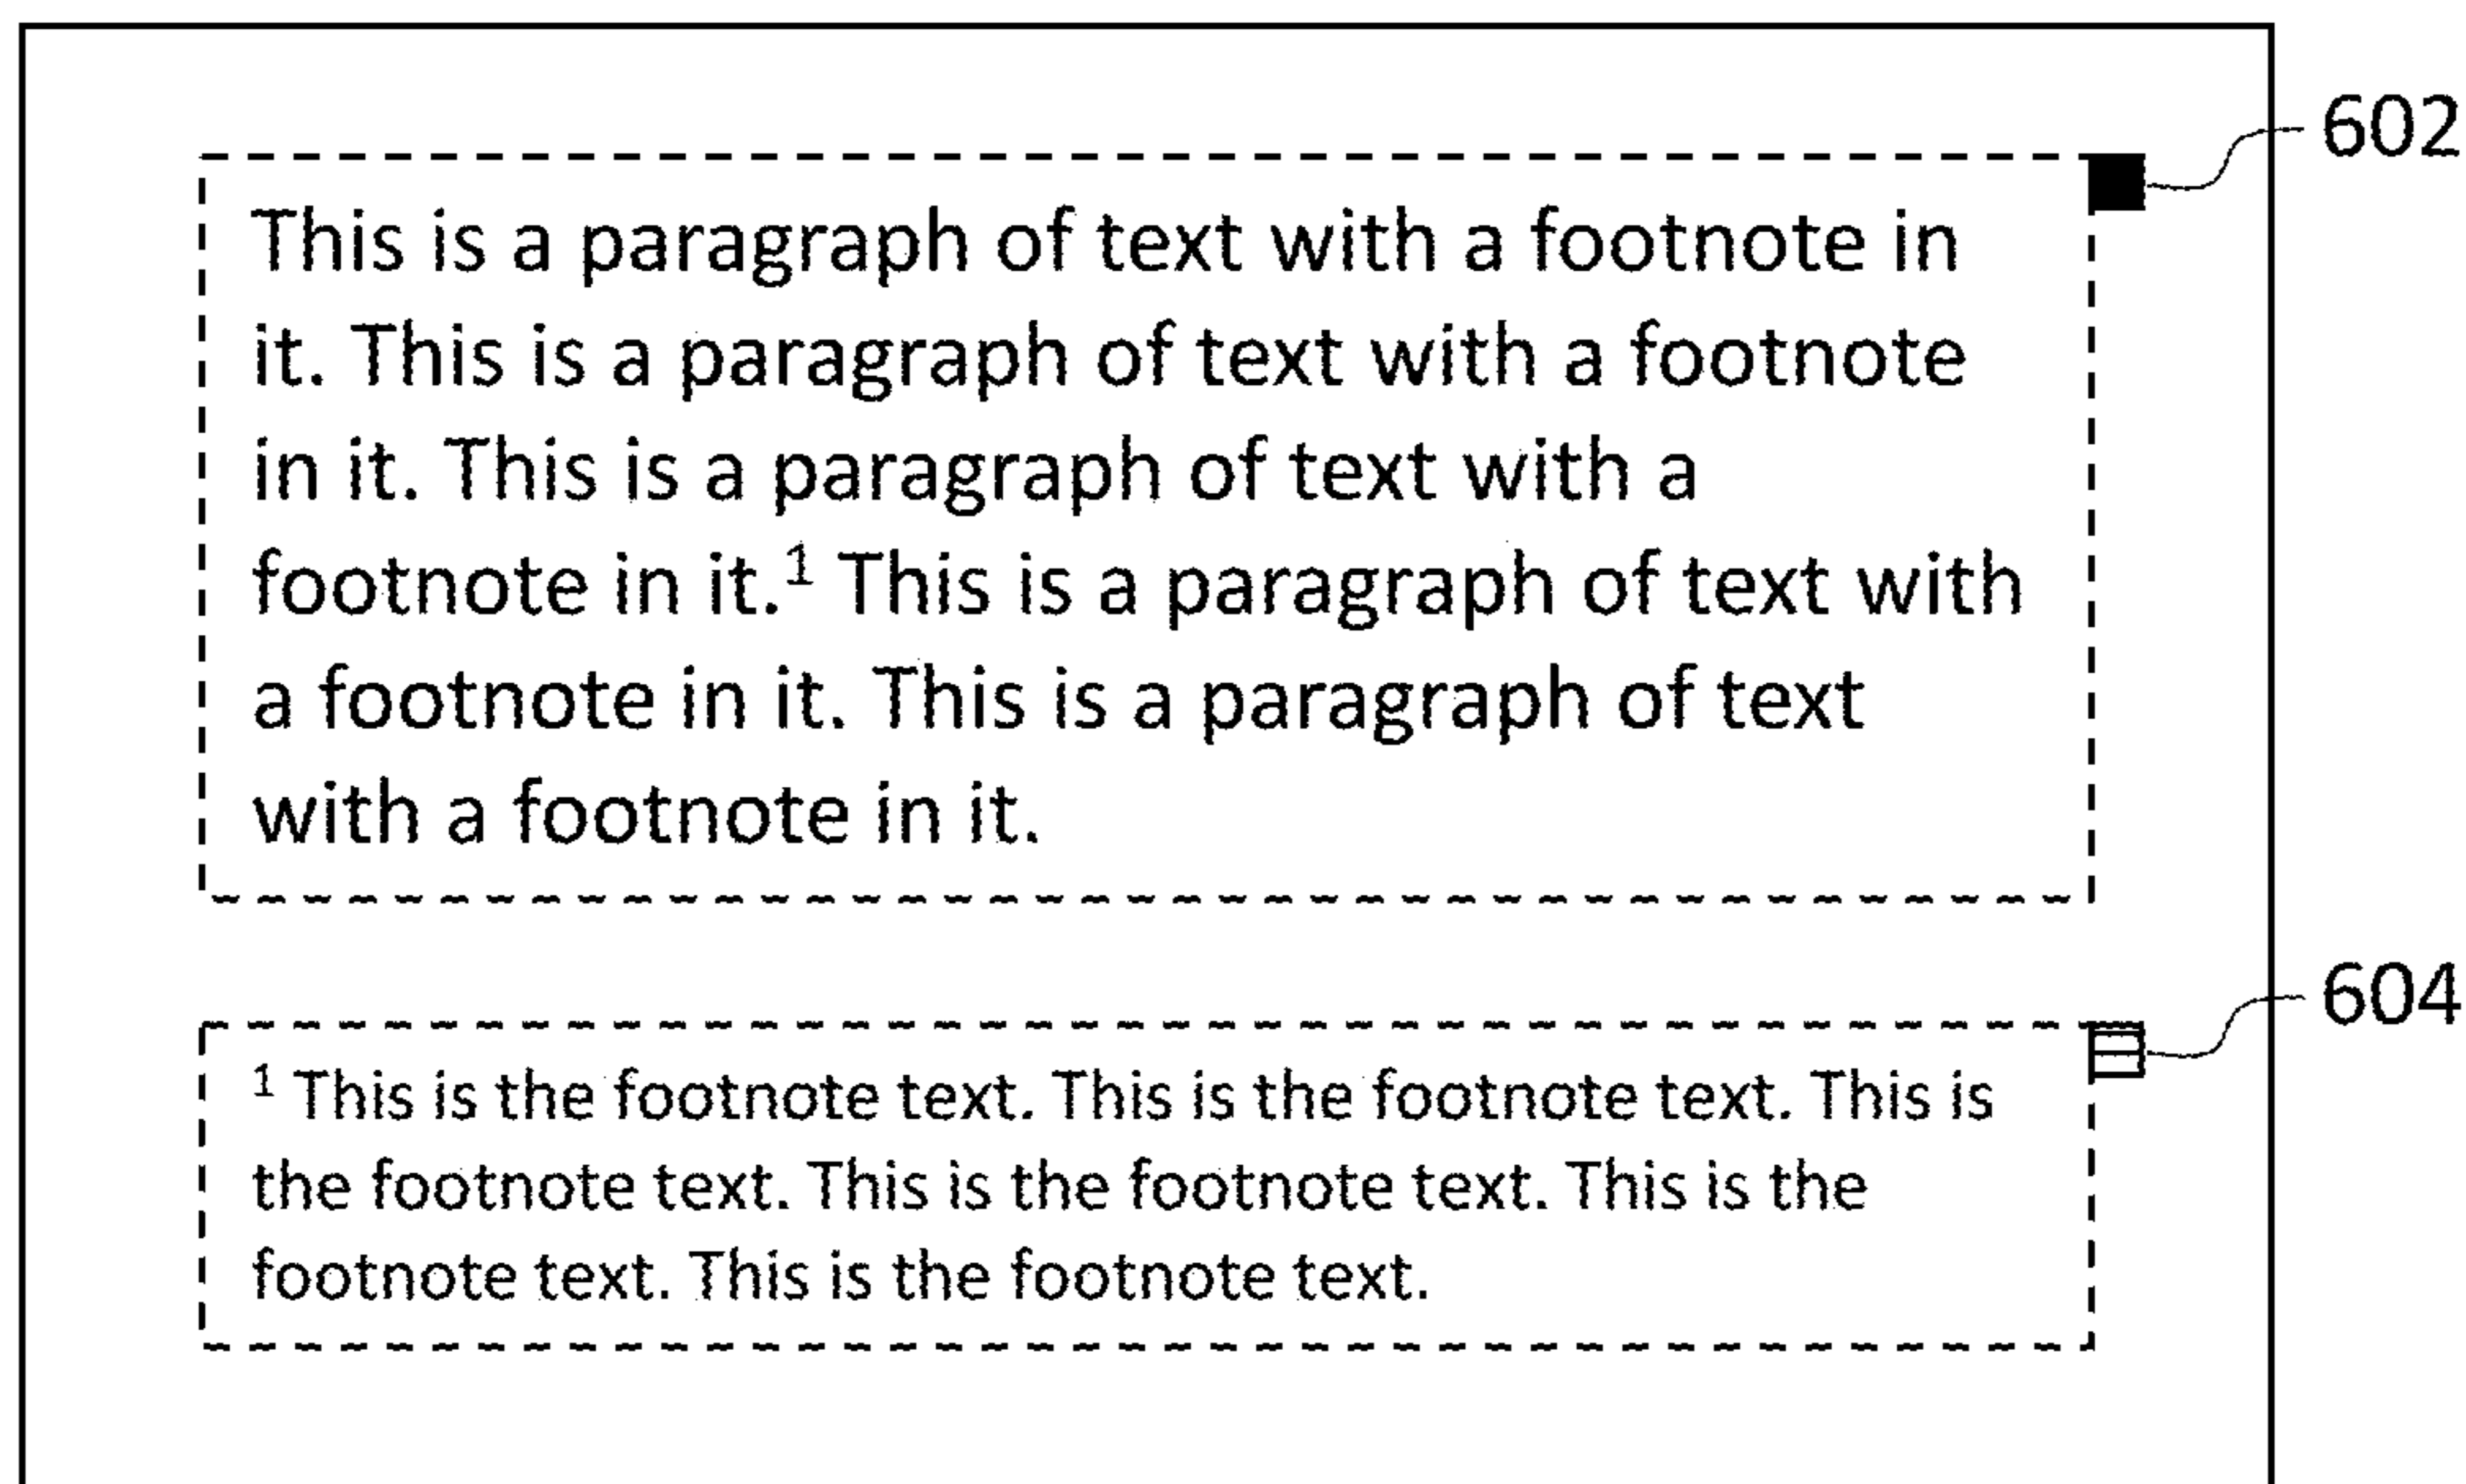 602
This is a paragraph of text with a footnote in
it. This is a paragraph of text with a footnote
in it. This is a paragraph of text with a
footnote in it.¹ This is a paragraph of text with
a footnote in it. This is a paragraph of text
with a footnote in it.
604
¹ This is the footnote text. This is the footnote text. This is
the footnote text. This is the footnote text. This is the
footnote text. This is the footnote text.